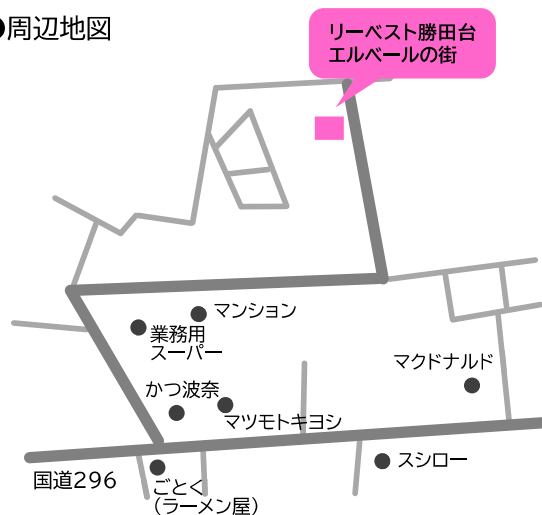 ●周辺地図
リーベスト勝田台
エルベールの街
マンション
業務用
スーパー
かつ波奈
マツモトキヨシ
マクドナルド
国道296
ごとく
(ラーメン屋)
スシロー